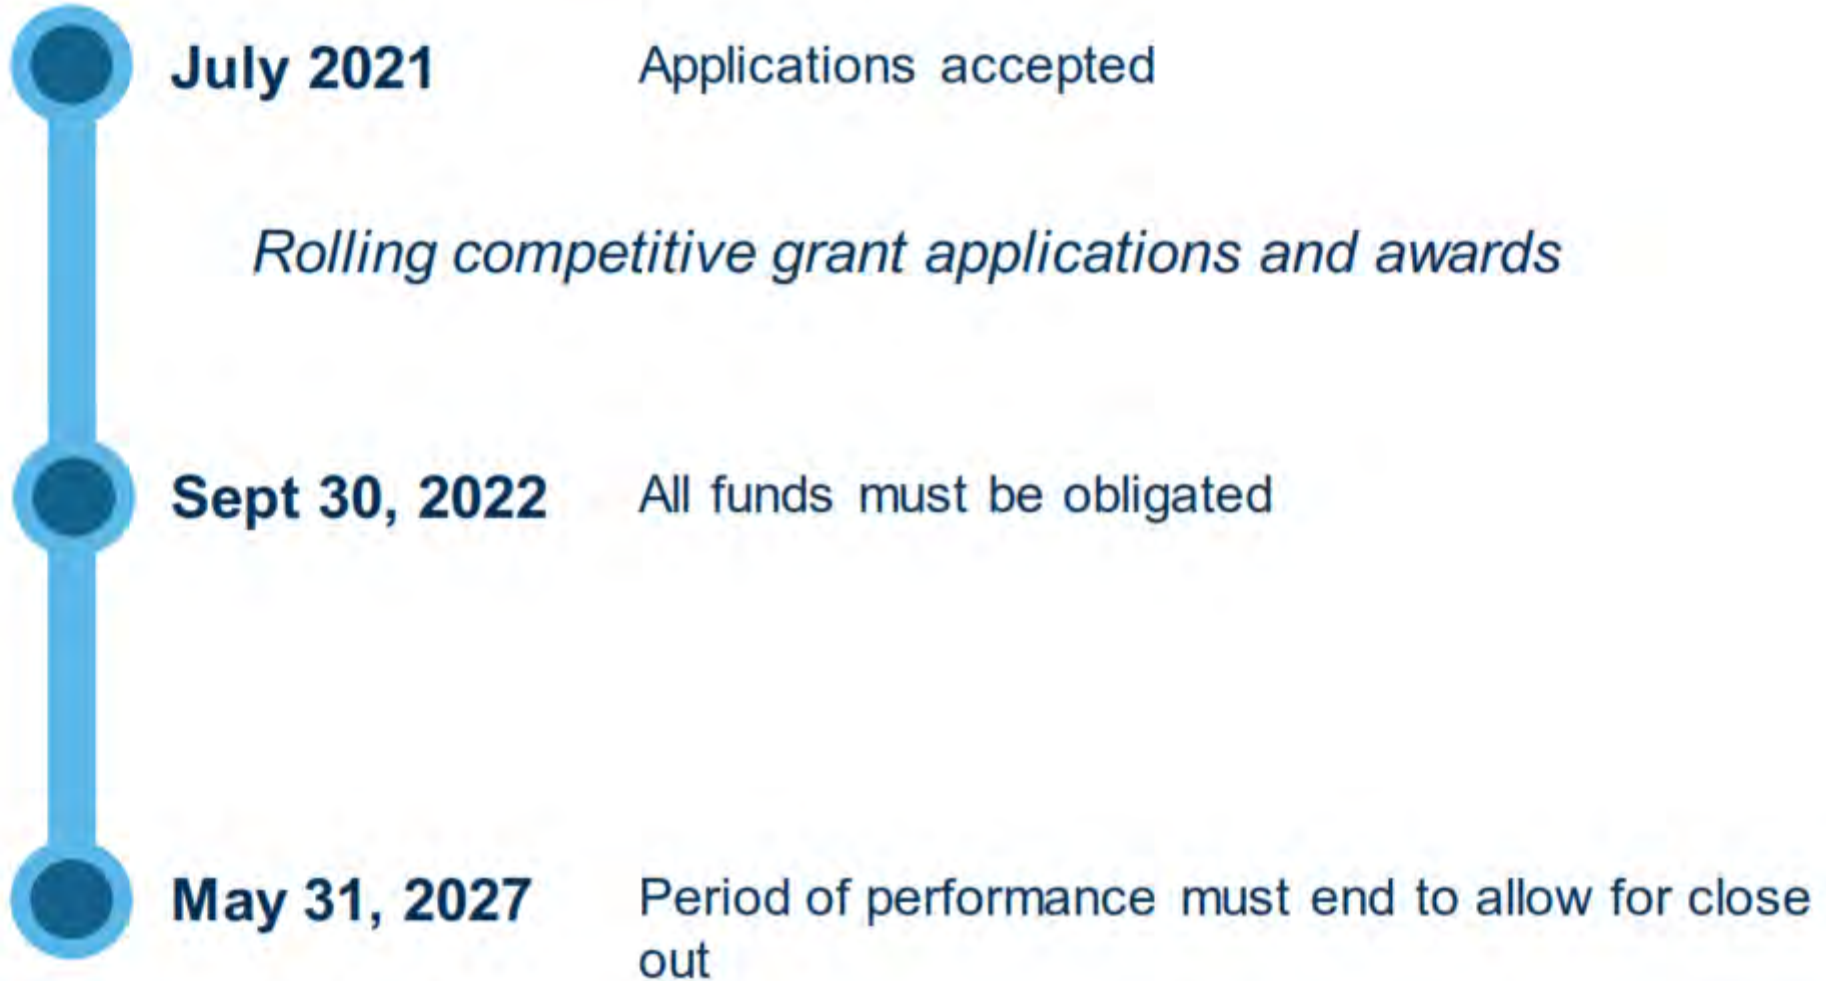 July 2021 Applications accepted
Rolling competitive grant applications and awards
Sept 30, 2022 All funds must be obligated
May 31, 2027 Period of performance must end to allow for close
out